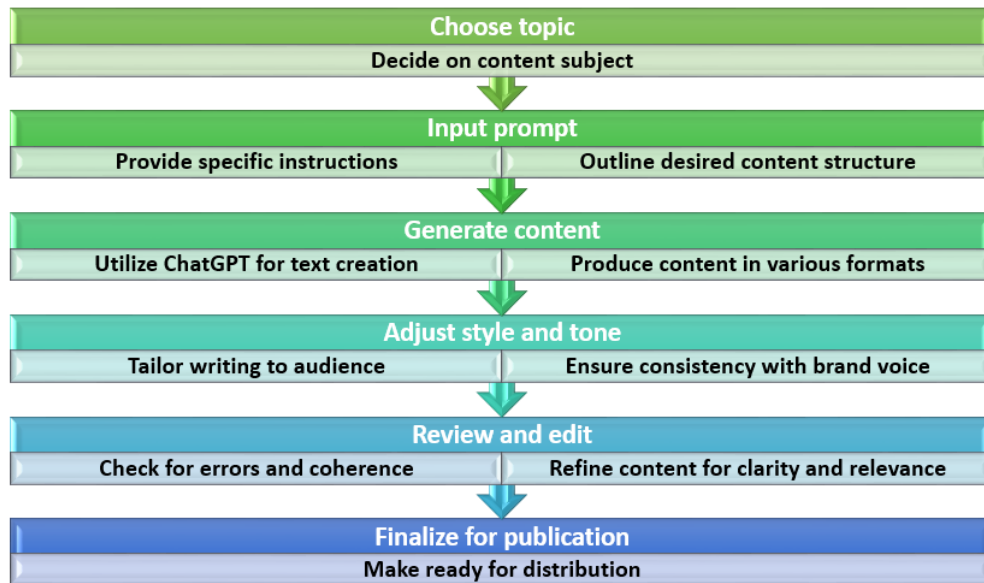 Choose topic
Decide on content subject
Input prompt
Provide specific instructions
Outline desired content structure
Generate content
Utilize ChatGPT for text creation
Produce content in various formats
Adjust style and tone
Tailor writing to audience
Ensure consistency with brand voice
Review and edit
Check for errors and coherence
Refine content for clarity and relevance
Finalize for publication
Make ready for distribution